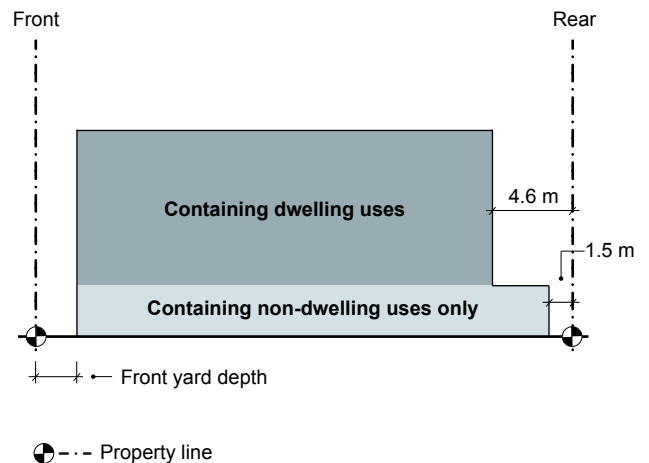 Front
Rear
Containing dwelling uses
4.6 m
1.5 m
Containing non-dwelling uses only
Front yard depth
Property line